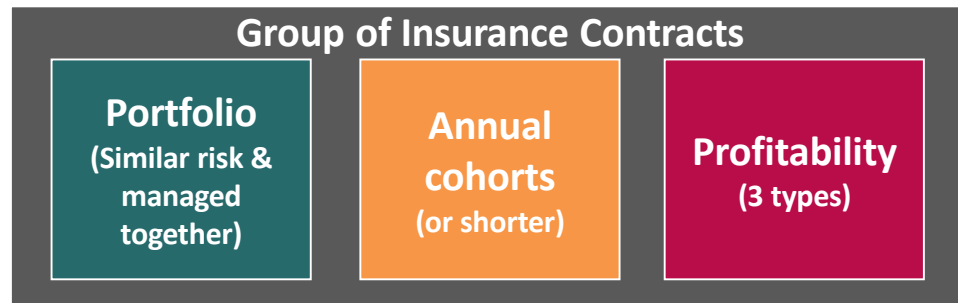 Group of Insurance Contracts
Portfolio
(Similar risk &
managed
together)
Annual
cohorts
(or shorter)
Profitability
(3 types)